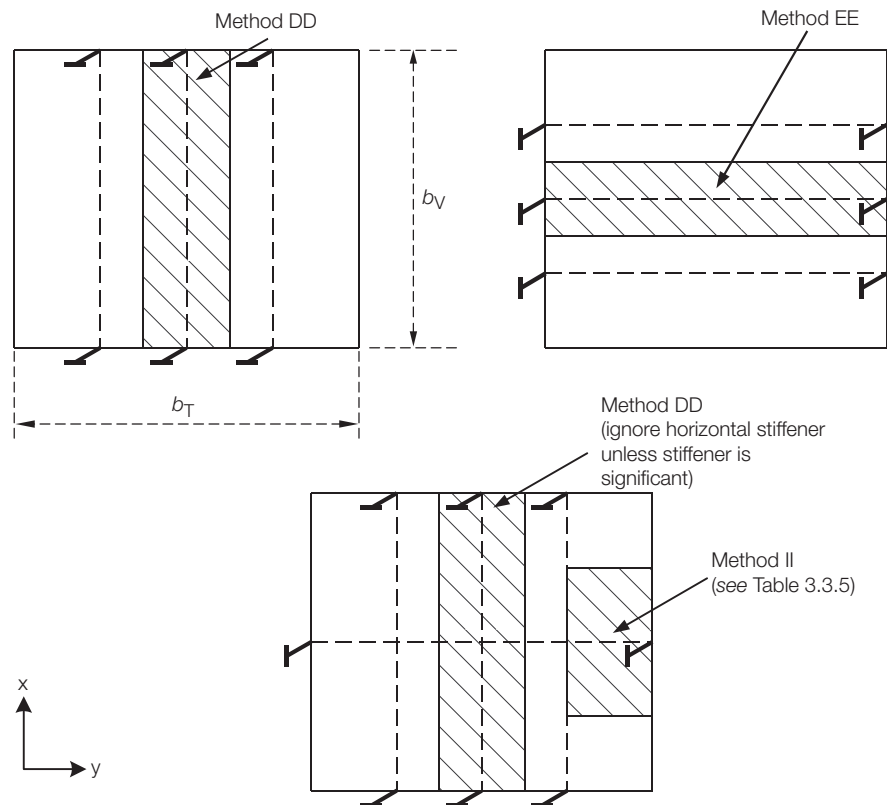 Method DD
Method EE
bV
bT
Method DD
(ignore horizontal stiffener
unless stiffener is
significant)
Method II
(see Table 3.3.5)
x
y